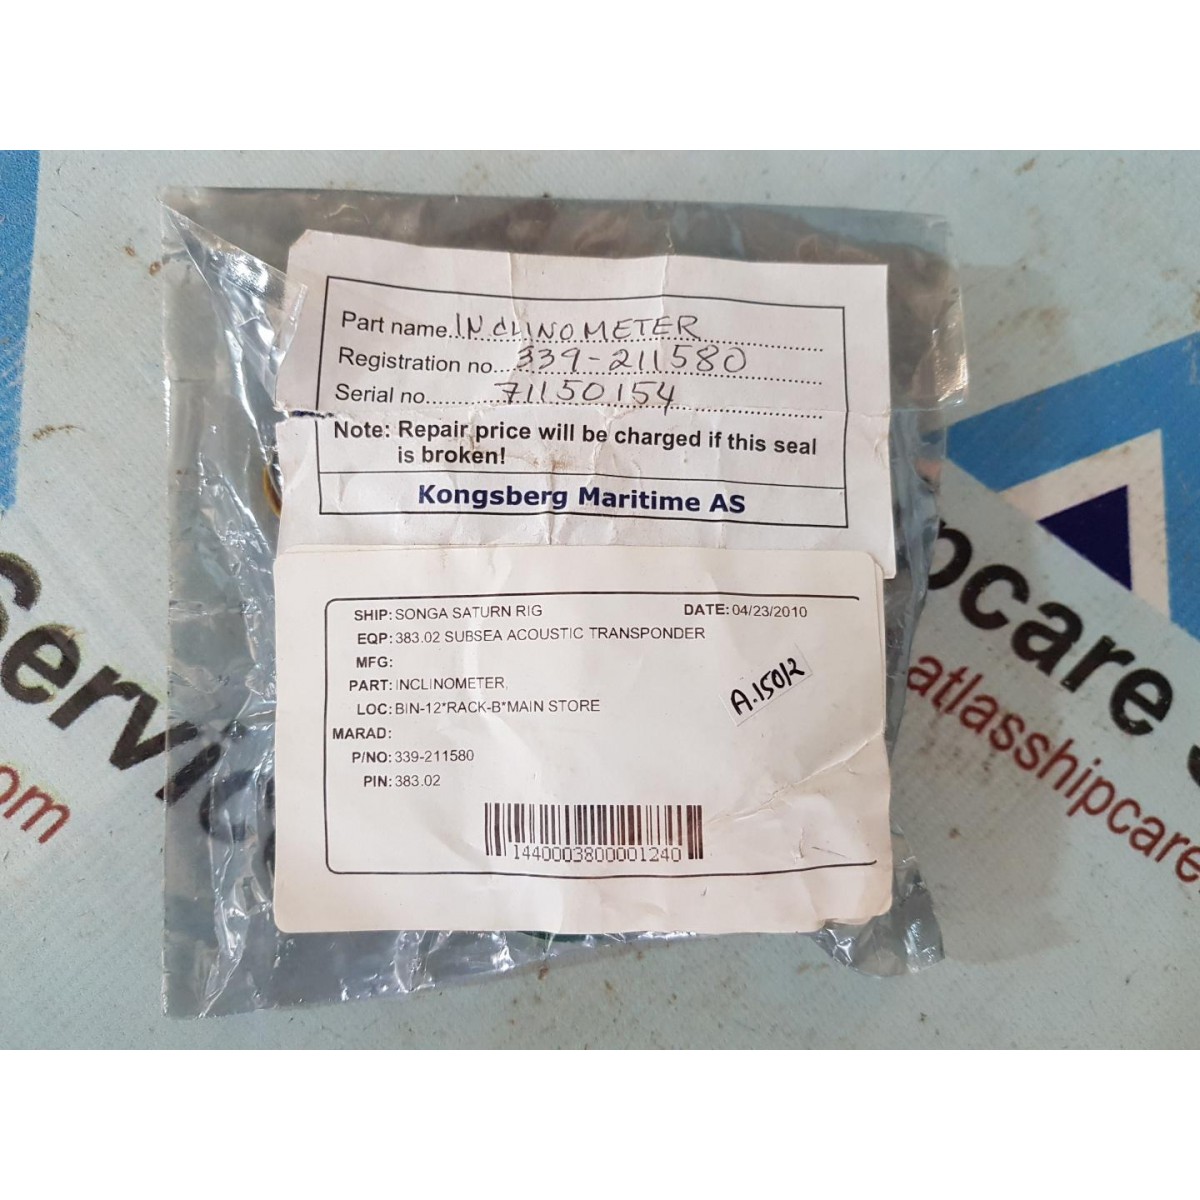 Part name INCLINOMETER
Registration no. 339-211580
Serial no. 71150154
Note: Repair price will be charged if this seal
is broken!
Kongsberg Maritime AS
SHIP: SONGA SATURN RIG DATE: 04/23/2010
EQP: 383.02 SUBSEA ACOUSTIC TRANSPONDER
MFG:
PART: INCLINOMETER,
LOC: BIN-12*RACK-B*MAIN STORE
MARAD:
P/NO: 339-211580
PIN: 383.02
A.15012
1440003800001240
Servic
om
pcare S
atlasshipcare